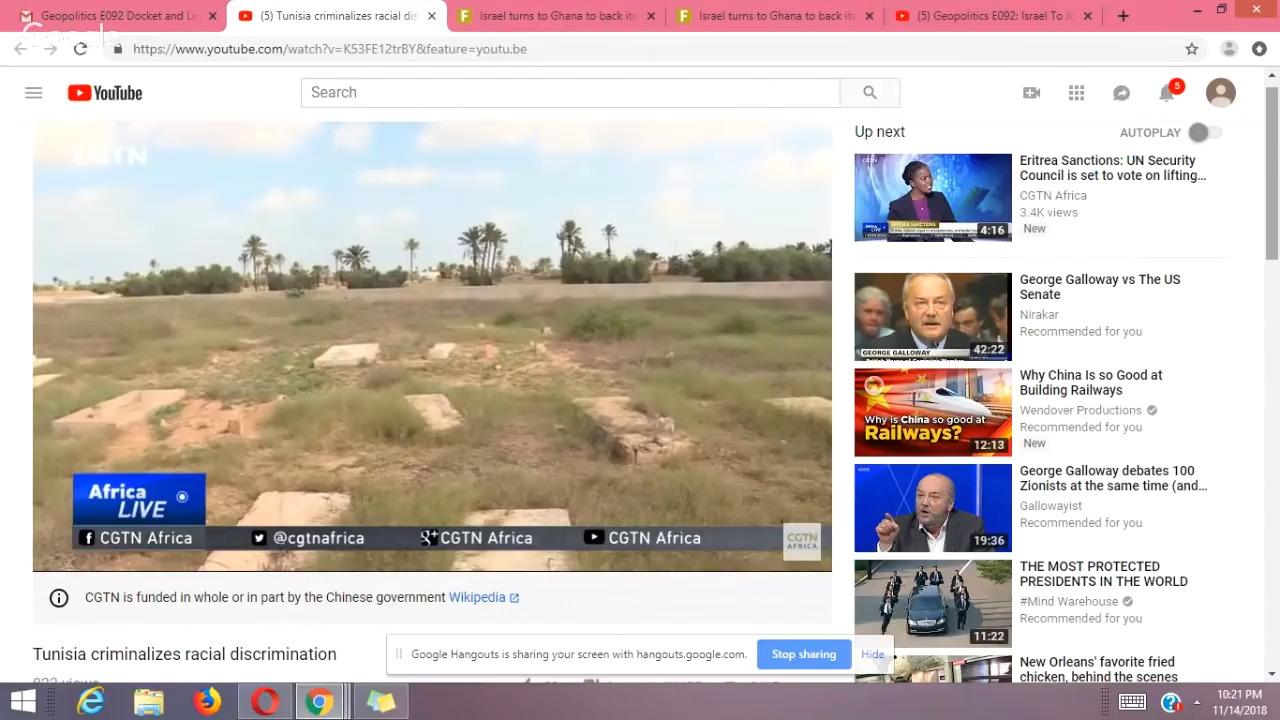 Geopolitics E092 Docket and Li
(5) Tunisia criminalizes racial dis
Israel turns to Ghana to back its
Israel turns to Ghana to back its
(5) Geopolitics E092: Israel To J
https://www.youtube.com/watch?v=K53FE12trBY&feature=youtu.be
YouTube
Search
5
CGTN
Africa
LIVE
CGTN Africa
@cgtnafrica
CGTN Africa
CGTN Africa
CGTN
AFRICA
CGTN is funded in whole or in part by the Chinese government Wikipedia
Tunisia criminalizes racial discrimination
Up next
AUTOPLAY
4:16
Eritrea Sanctions: UN Security
Council is set to vote on lifting...
CGTN Africa
3.4K views
New
GEORGE GALLOWAY
42:22
George Galloway vs The US
Senate
Nirakar
Recommended for you
Why is China so good at
Railways?
12:13
Why China Is so Good at
Building Railways
Wendover Productions
Recommended for you
New
19:36
George Galloway debates 100
Zionists at the same time (and...
Gallowayist
Recommended for you
11:22
THE MOST PROTECTED
PRESIDENTS IN THE WORLD
#Mind Warehouse
Recommended for you
New Orleans' favorite fried
chicken, behind the scenes
Google Hangouts is sharing your screen with hangouts.google.com.
Stop sharing
Hide
10:21 PM
11/14/2018